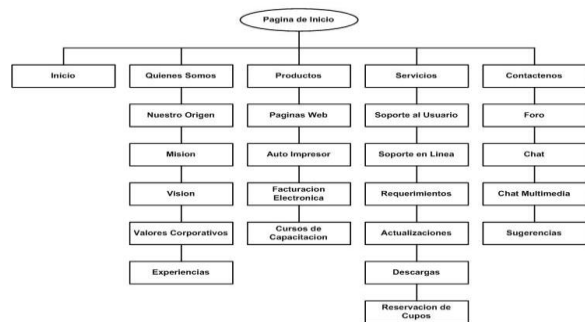 Pagina de Inicio
Inicio
Quienes Somos
Productos
Servicios
Contactenos
Nuestro Origen
Paginas Web
Soporte al Usuario
Foro
Mision
Auto Impresor
Soporte en Linea
Chat
Vision
Facturacion
Electronica
Requerimientos
Chat Multimedia
Valores Corporativos
Cursos de
Capacitacion
Actualizaciones
Sugerencias
Experiencias
Descargas
Reservacion de
Cupos